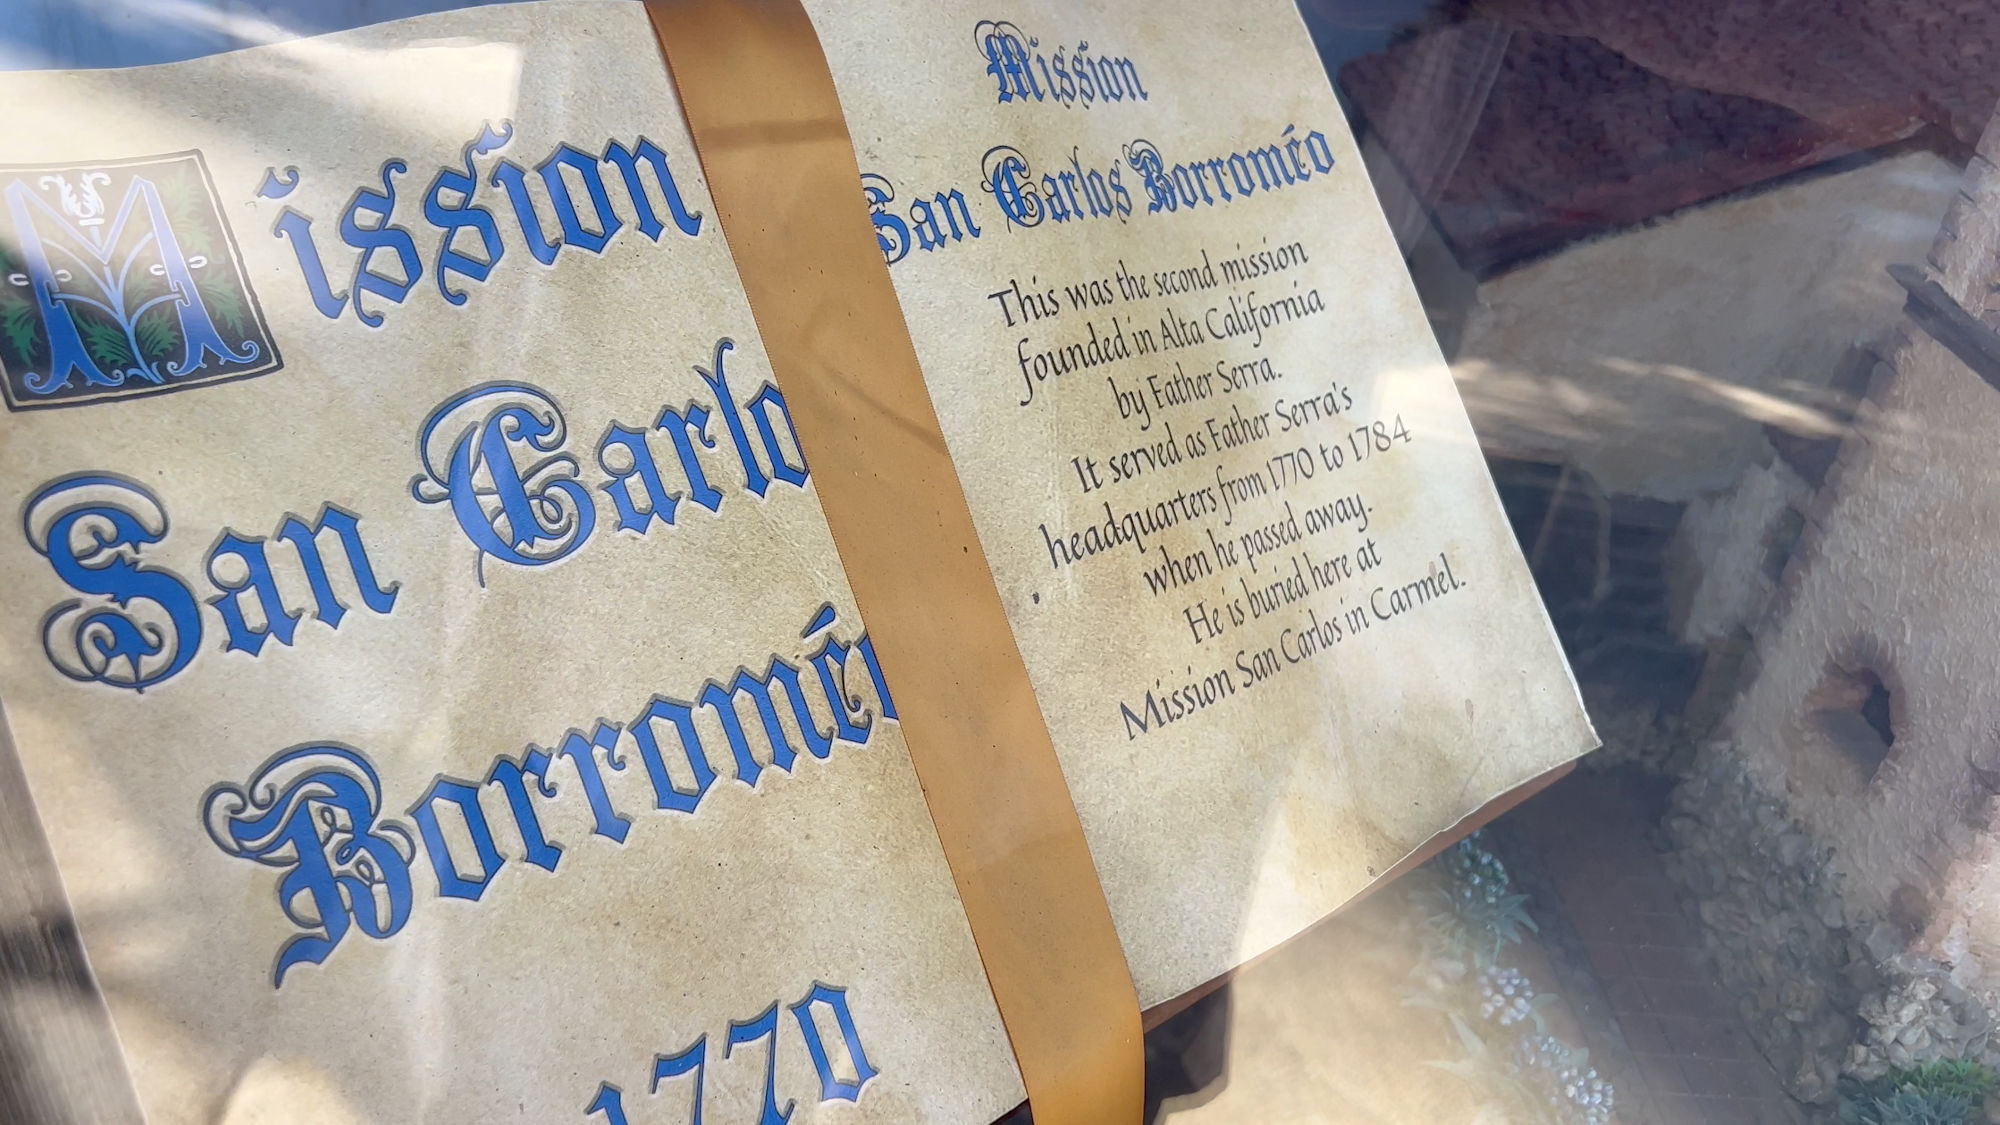 Mission
San Carlo
Borromé
1770
Mission
San Carlos Borroméo
This was the second mission
founded in Alta California
by Father Serra.
It served as Father Serra's
headquarters from 1770 to 1784
when he passed away.
He is buried here at
Mission San Carlos in Carmel.